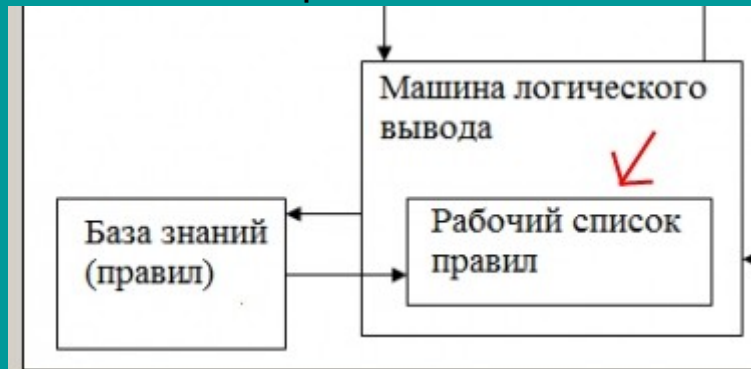 Машина логического
вывода
База знаний
(правил)
Рабочий список
правил